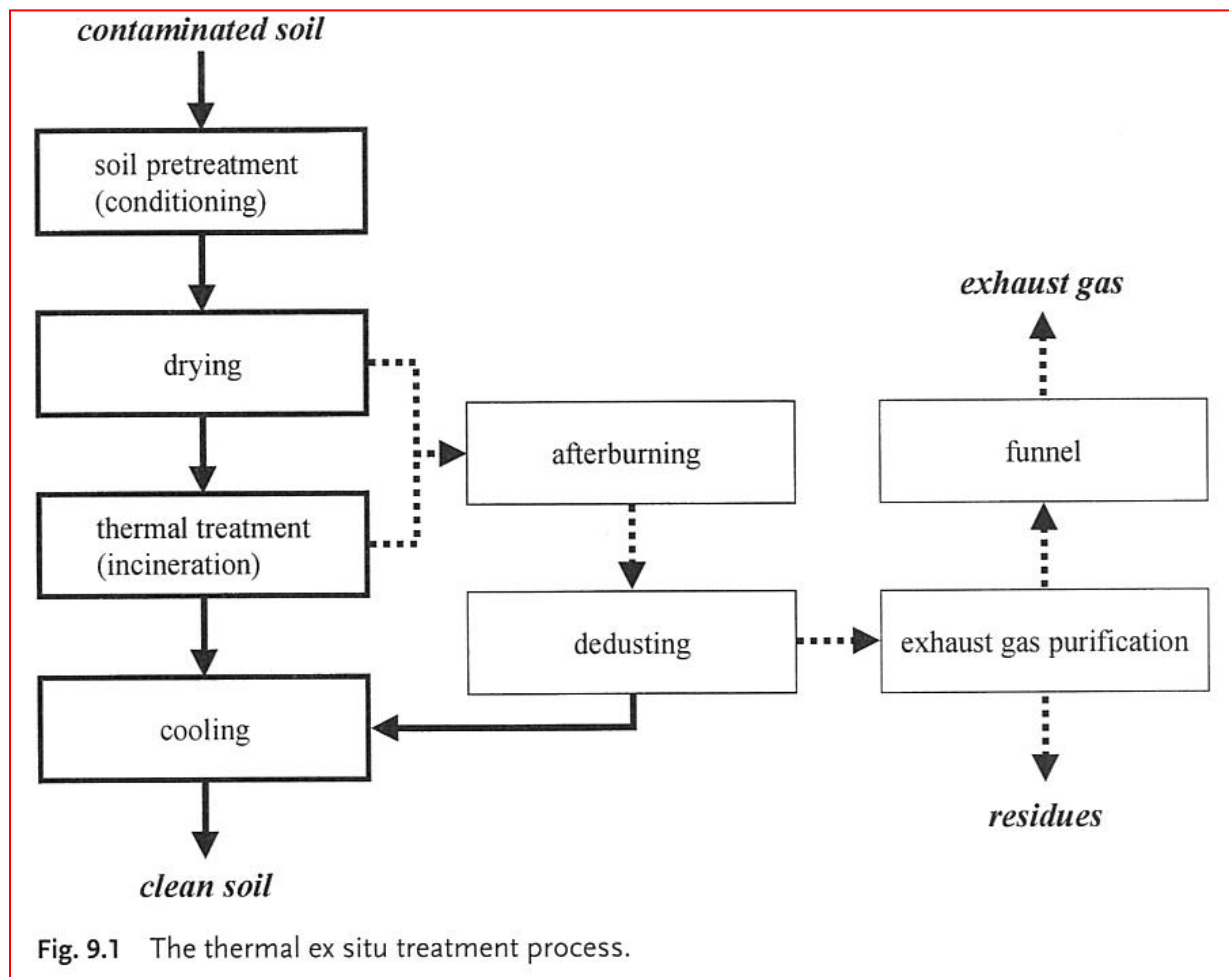 contaminated soil
soil pretreatment
(conditioning)
drying
thermal treatment
(incineration)
cooling
clean soil
afterburning
dedusting
exhaust gas
funnel
exhaust gas purification
residues
Fig. 9.1 The thermal ex situ treatment process.